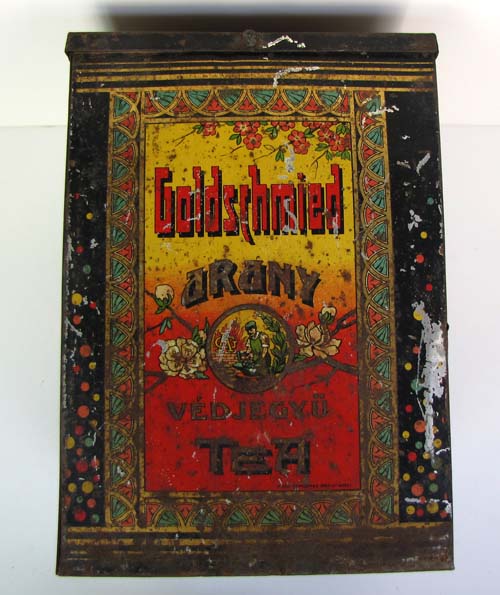 Goldschmied
ARANY
VÉDJEGYŰ
TEA